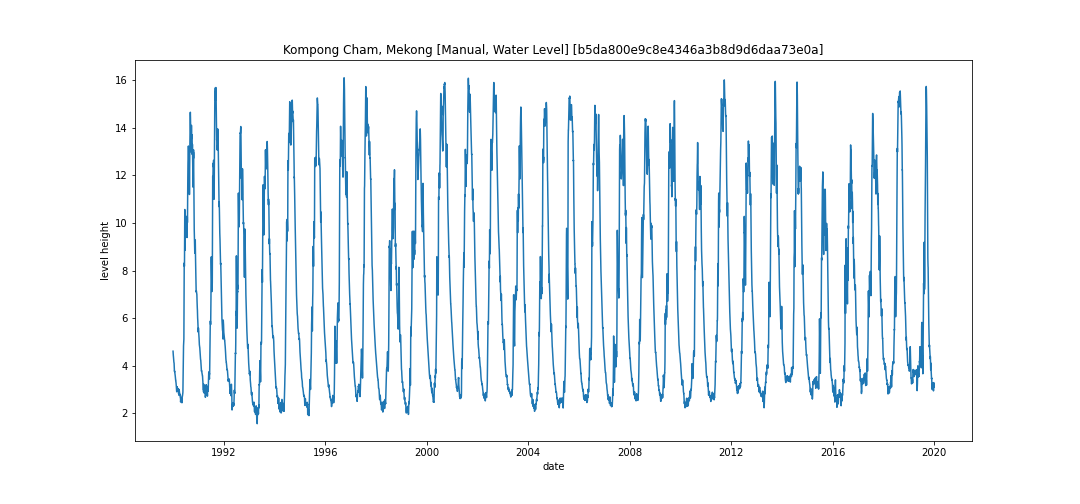 Kompong Cham, Mekong [Manual, Water Level] [b5da800e9c8e4346a3b8d9d6daa73e0a]
16
14
12
10
8
6
4
2
level height
1992 1996 2000 2004 2008 2012 2016 2020
date